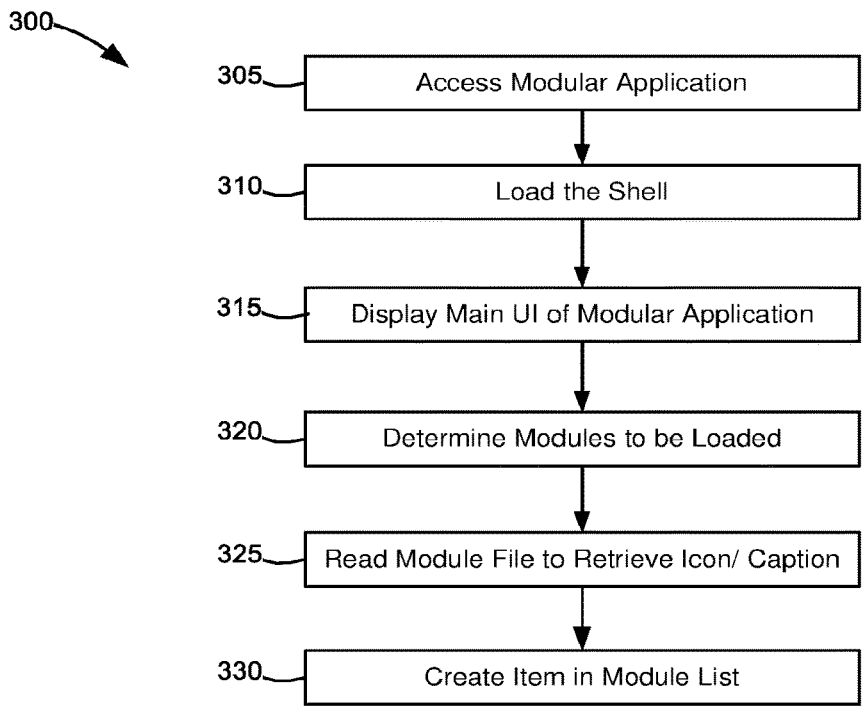 300
305 Access Modular Application
310 Load the Shell
315 Display Main UI of Modular Application
320 Determine Modules to be Loaded
325 Read Module File to Retrieve Icon/ Caption
330 Create Item in Module List